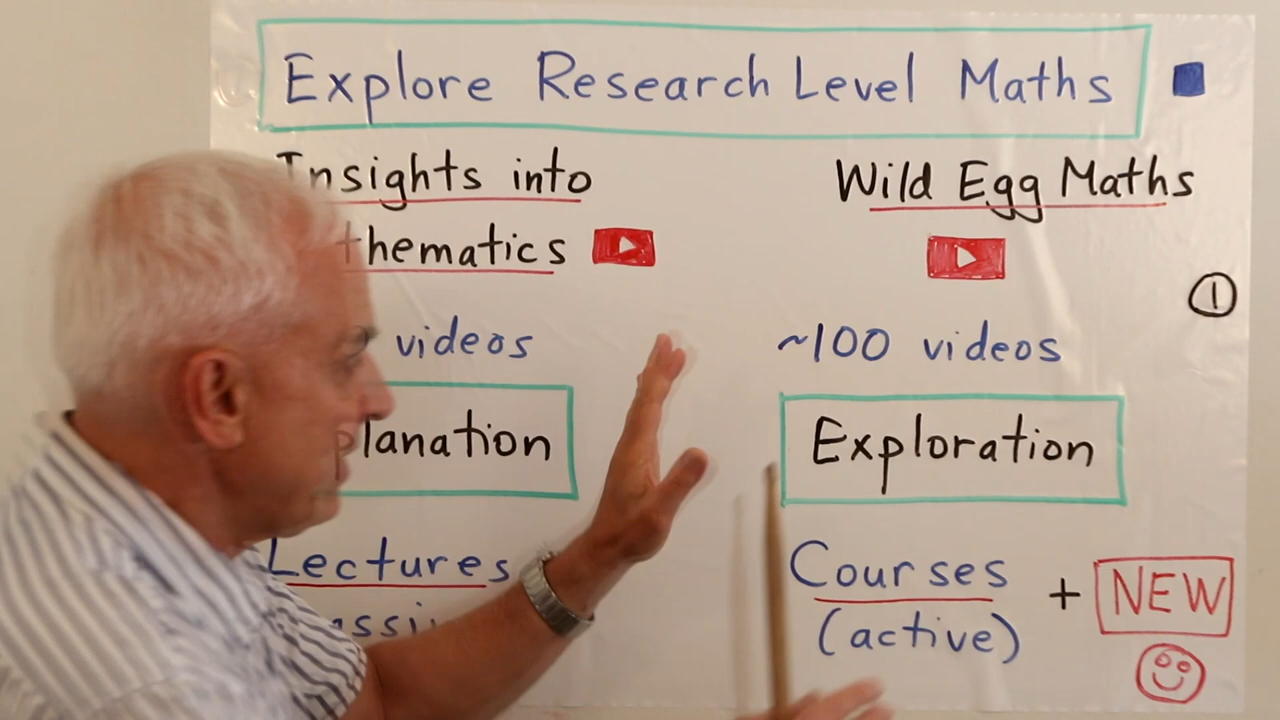 Explore Research Level Maths
Insights into
thematics
Wild Egg Maths
1
videos
~100 videos
planation
Exploration
Lectures
Courses
(active)
+ NEW